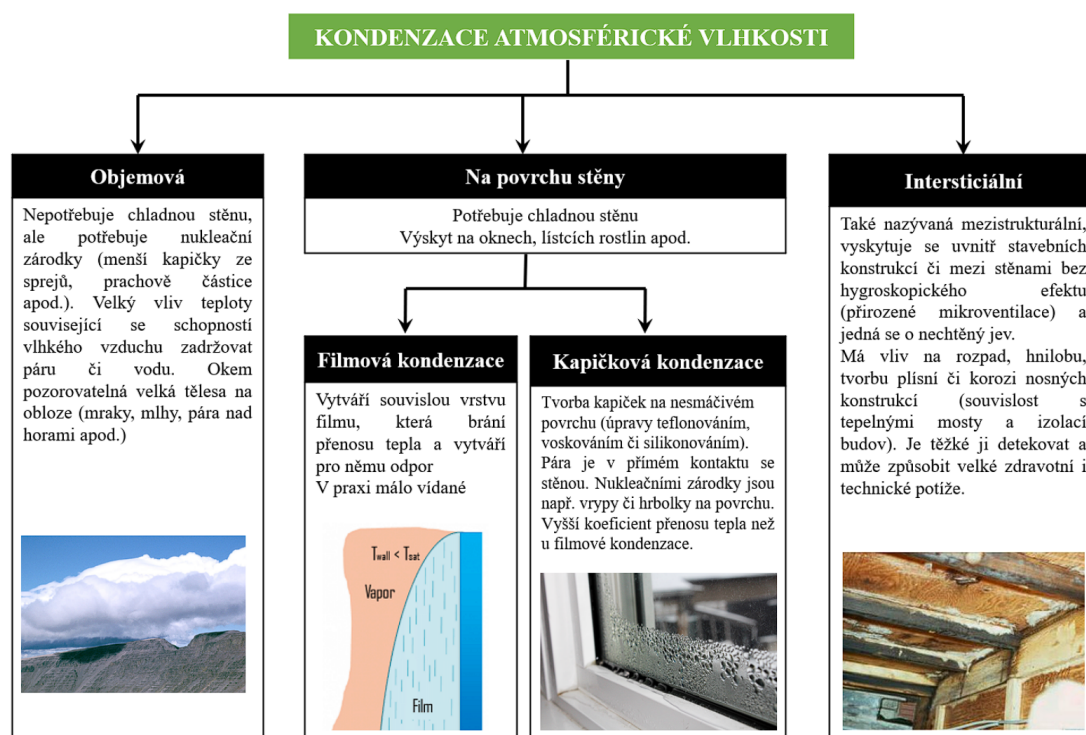 KONDENZACE ATMOSFÉRICKÉ VLHKOSTI
Objemová
Nepotřebuje chladnou stěnu,
ale potřebuje nukleační
zárodky (menší kapičky ze
sprejů, prachově částice
apod.). Velký vliv teploty
související se schopností
vlhkého vzduchu zadržovat
páru či vodu. Okem
pozorovatelná velká tělesa na
obloze (mraky, mlhy, pára nad
horami apod.)
Na povrchu stěny
Potřebuje chladnou stěnu
Výskyt na oknech, lístcích rostlin apod.
Filmová kondenzace
Vytváří souvislou vrstvu
filmu, která brání
přenosu tepla a vytváří
pro němu odpor
V praxi málo vídané
Twall < Tsat
Vapor
Film
Kapičková kondenzace
Tvorba kapiček na nesmáčivém
povrchu (úpravy teflonováním,
voskováním či silikonováním).
Pára je v přímém kontaktu se
stěnou. Nukleačními zárodky jsou
např. vrypy či hrbolky na povrchu.
Vyšší koeficient přenosu tepla než
u filmové kondenzace.
Intersticiální
Také nazývaná mezistrukturální,
vyskytuje se uvnitř stavebních
konstrukcí či mezi stěnami bez
hygroskopického efektu
(přirozené mikroventilace) a
jedná se o nechtěný jev.
Má vliv na rozpad, hnilobu,
tvorbu plísní či korozi nosných
konstrukcí (souvislost s
tepelnými mosty a izolací
budov). Je těžké ji detekovat a
může způsobit velké zdravotní i
technické potíže.